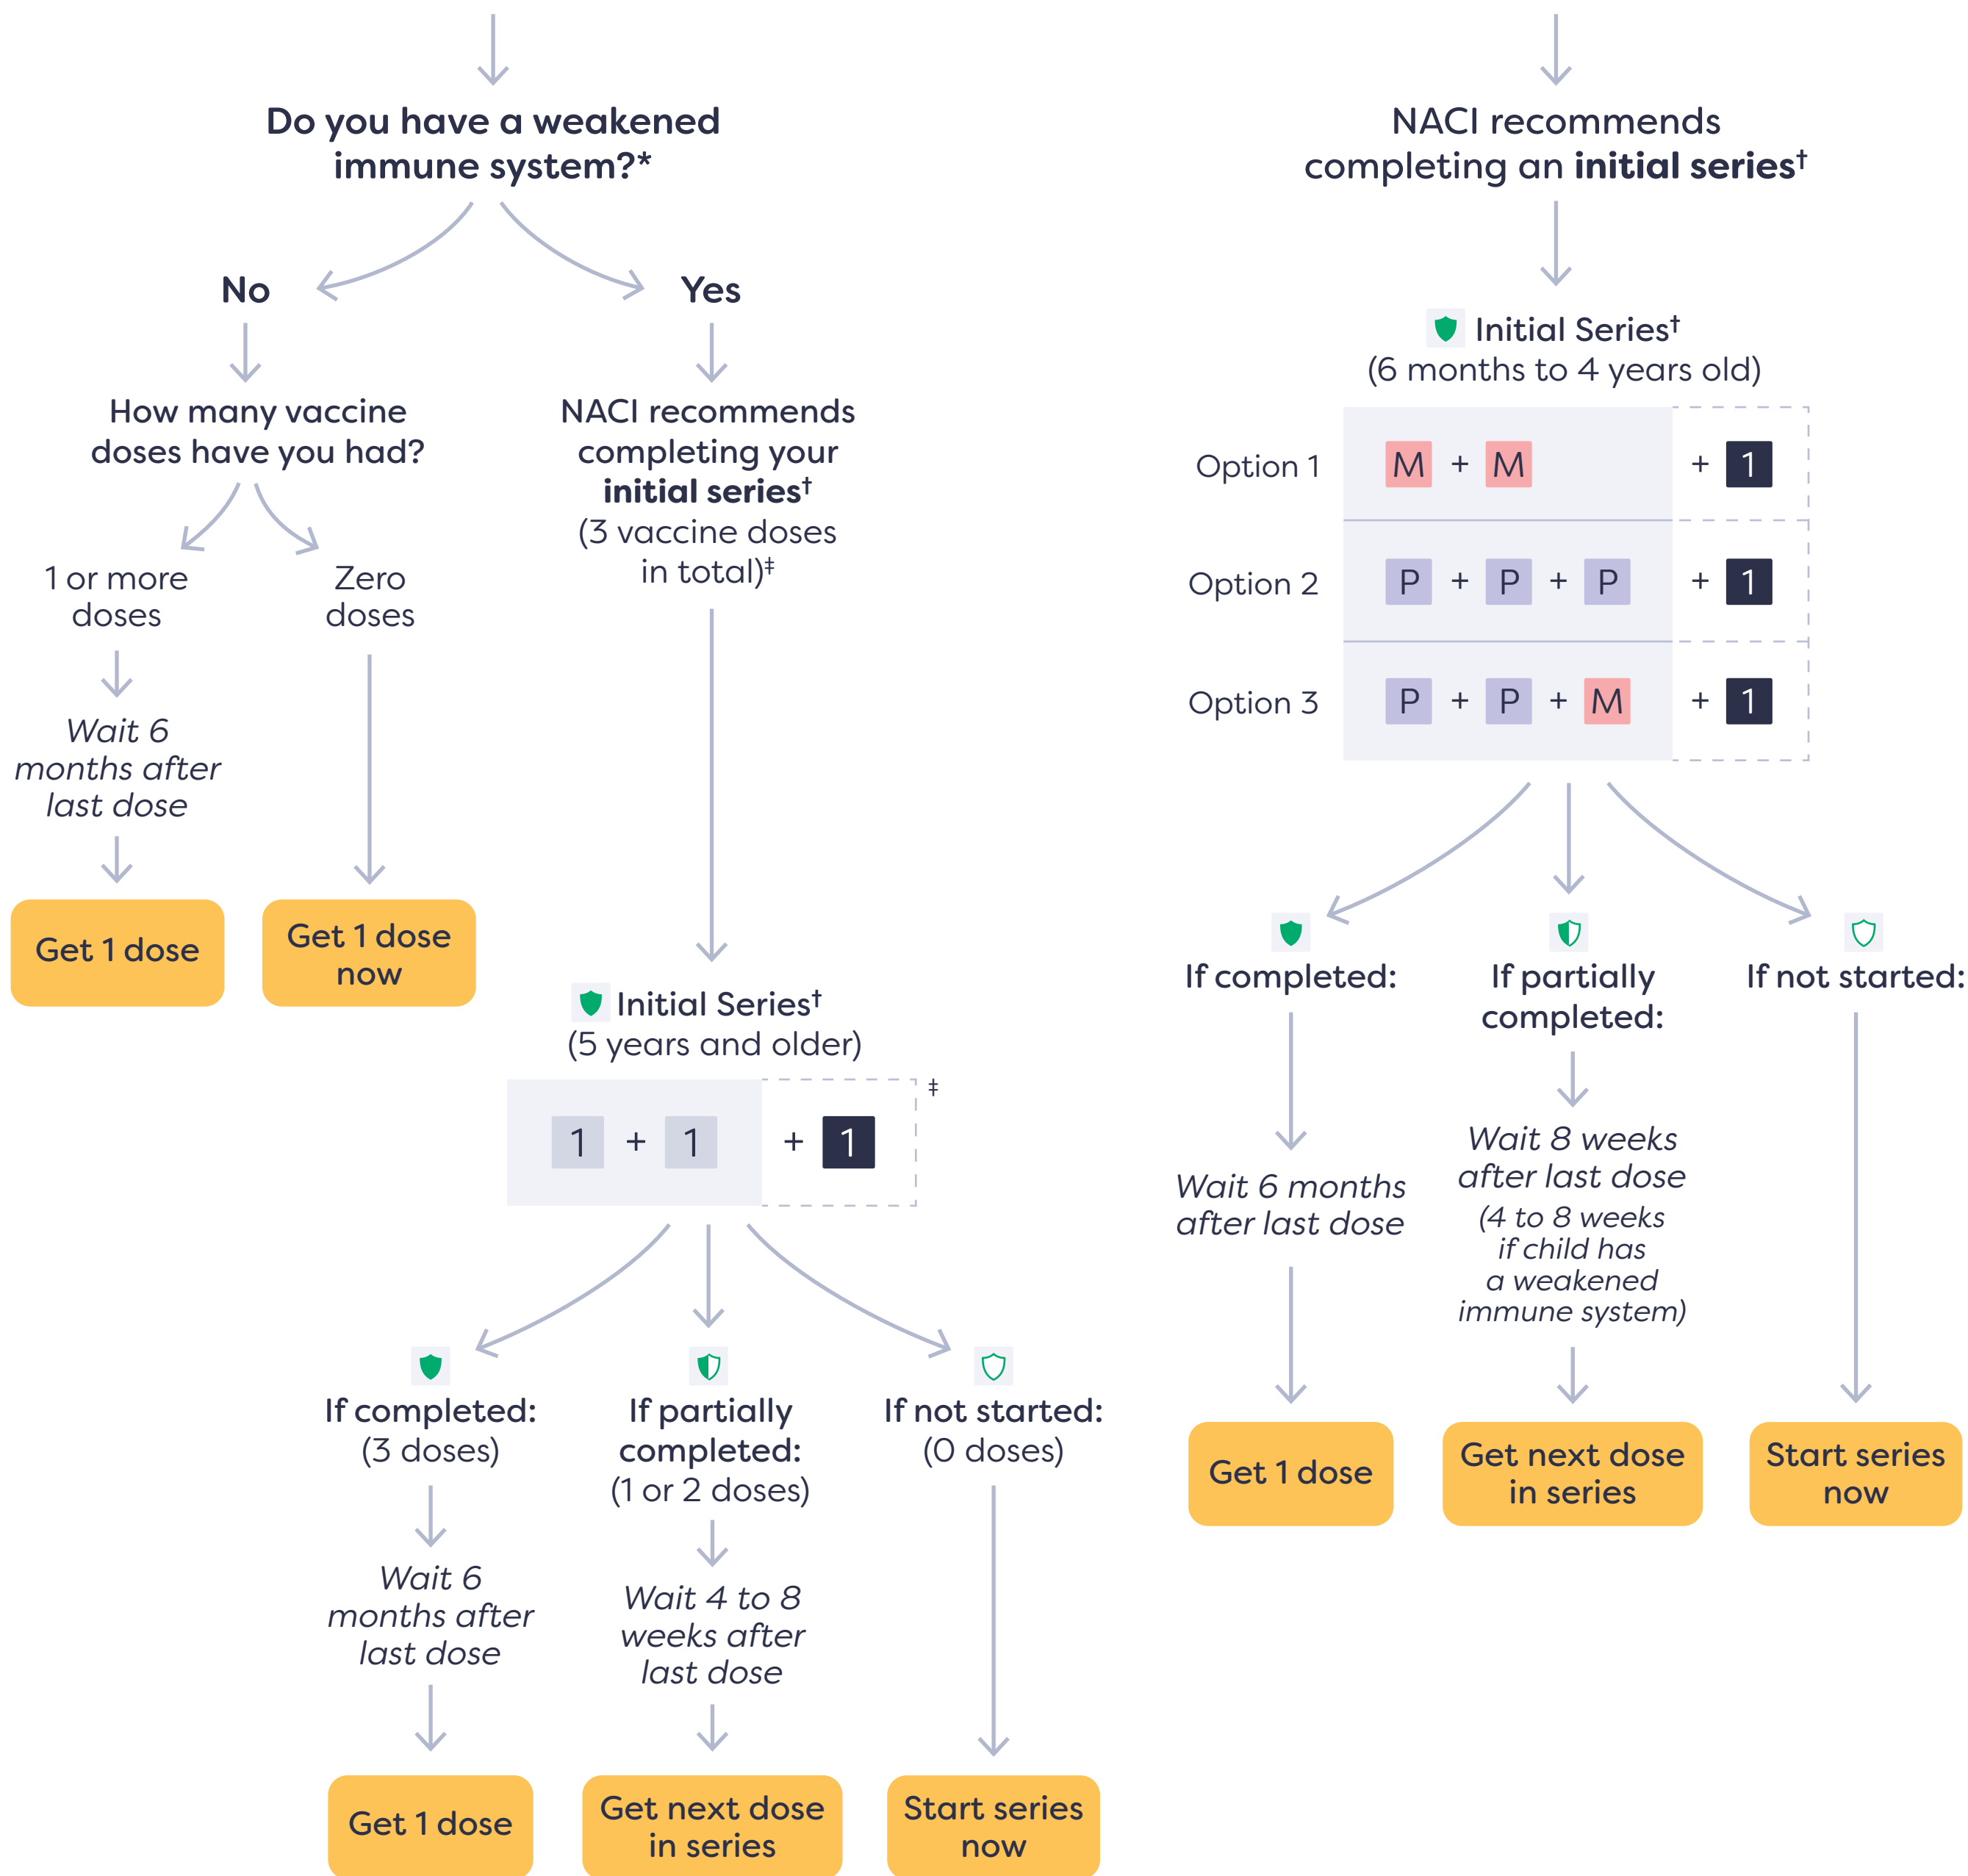 Do you have a weakened
immune system?*
No
Yes
How many vaccine
doses have you had?
1 or more
doses
Zero
doses
Wait 6
months after
last dose
Get 1 dose
Get 1 dose
now
NACI recommends
completing your
initial series†
(3 vaccine doses
in total)‡
Initial Series†
(5 years and older)
1 + 1 + 1 ‡
If completed:
(3 doses)
Wait 6
months after
last dose
Get 1 dose
If partially
completed:
(1 or 2 doses)
Wait 4 to 8
weeks after
last dose
Get next dose
in series
If not started:
(0 doses)
Start series
now
NACI recommends
completing an initial series†
Initial Series†
(6 months to 4 years old)
Option 1 M + M + 1
Option 2 P + P + P + 1
Option 3 P + P + M + 1
If completed:
Wait 6 months
after last dose
Get 1 dose
If partially
completed:
Wait 8 weeks
after last dose
(4 to 8 weeks
if child has
a weakened
immune system)
Get next dose
in series
If not started:
Start series
now